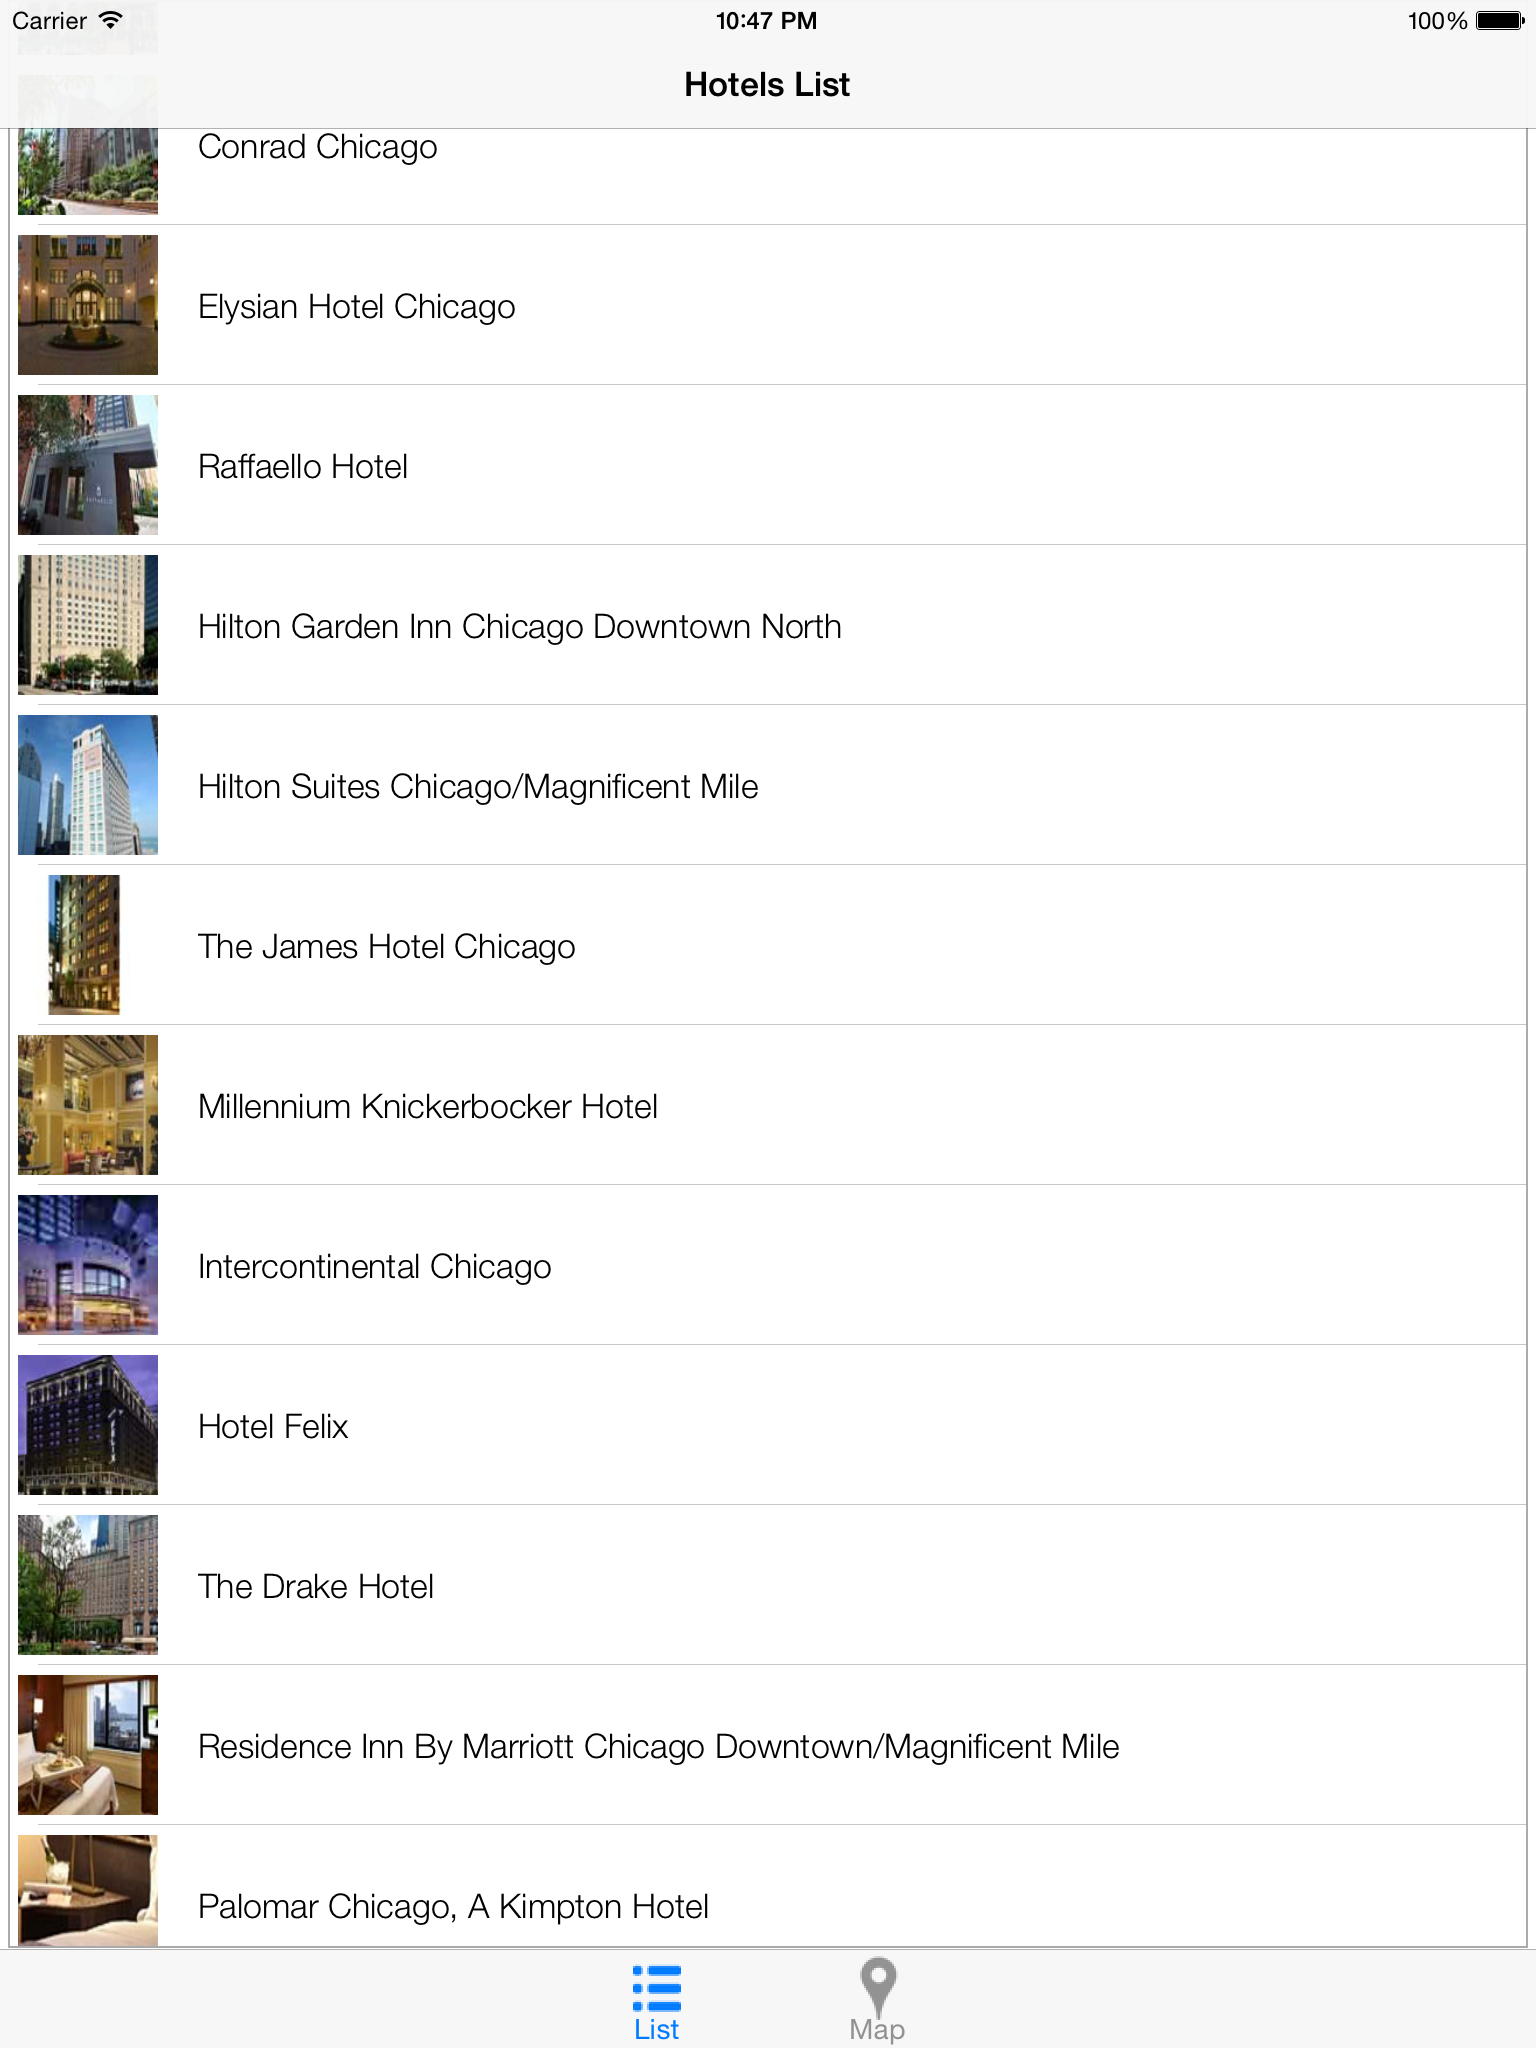 Carrier 10:47 PM 100%
Hotels List
Conrad Chicago
Elysian Hotel Chicago
Raffaello Hotel
Hilton Garden Inn Chicago Downtown North
Hilton Suites Chicago/Magnificent Mile
The James Hotel Chicago
Millennium Knickerbocker Hotel
Intercontinental Chicago
Hotel Felix
The Drake Hotel
Residence Inn By Marriott Chicago Downtown/Magnificent Mile
Palomar Chicago, A Kimpton Hotel
List Map